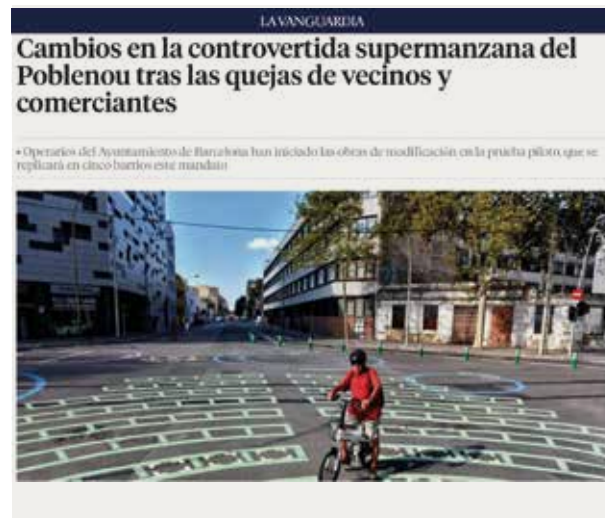 LA VANGUARDIA
Cambios en la controvertida supermanzana del
Poblenou tras las quejas de vecinos y
comerciantes
• Operarios del Ayuntamiento de Barcelona han iniciado las obras de modificación en la prueba piloto, que se
replicará en cinco barrios este mandato